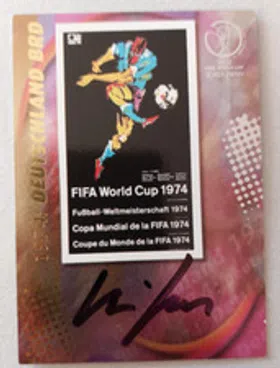 DEUTSCHLAND BRD
FIFA World Cup 1974
Fußball-Weltmeisterschaft 1974
Copa Mundial de la FIFA 1974
Coupe du Monde de la FIFA 1974